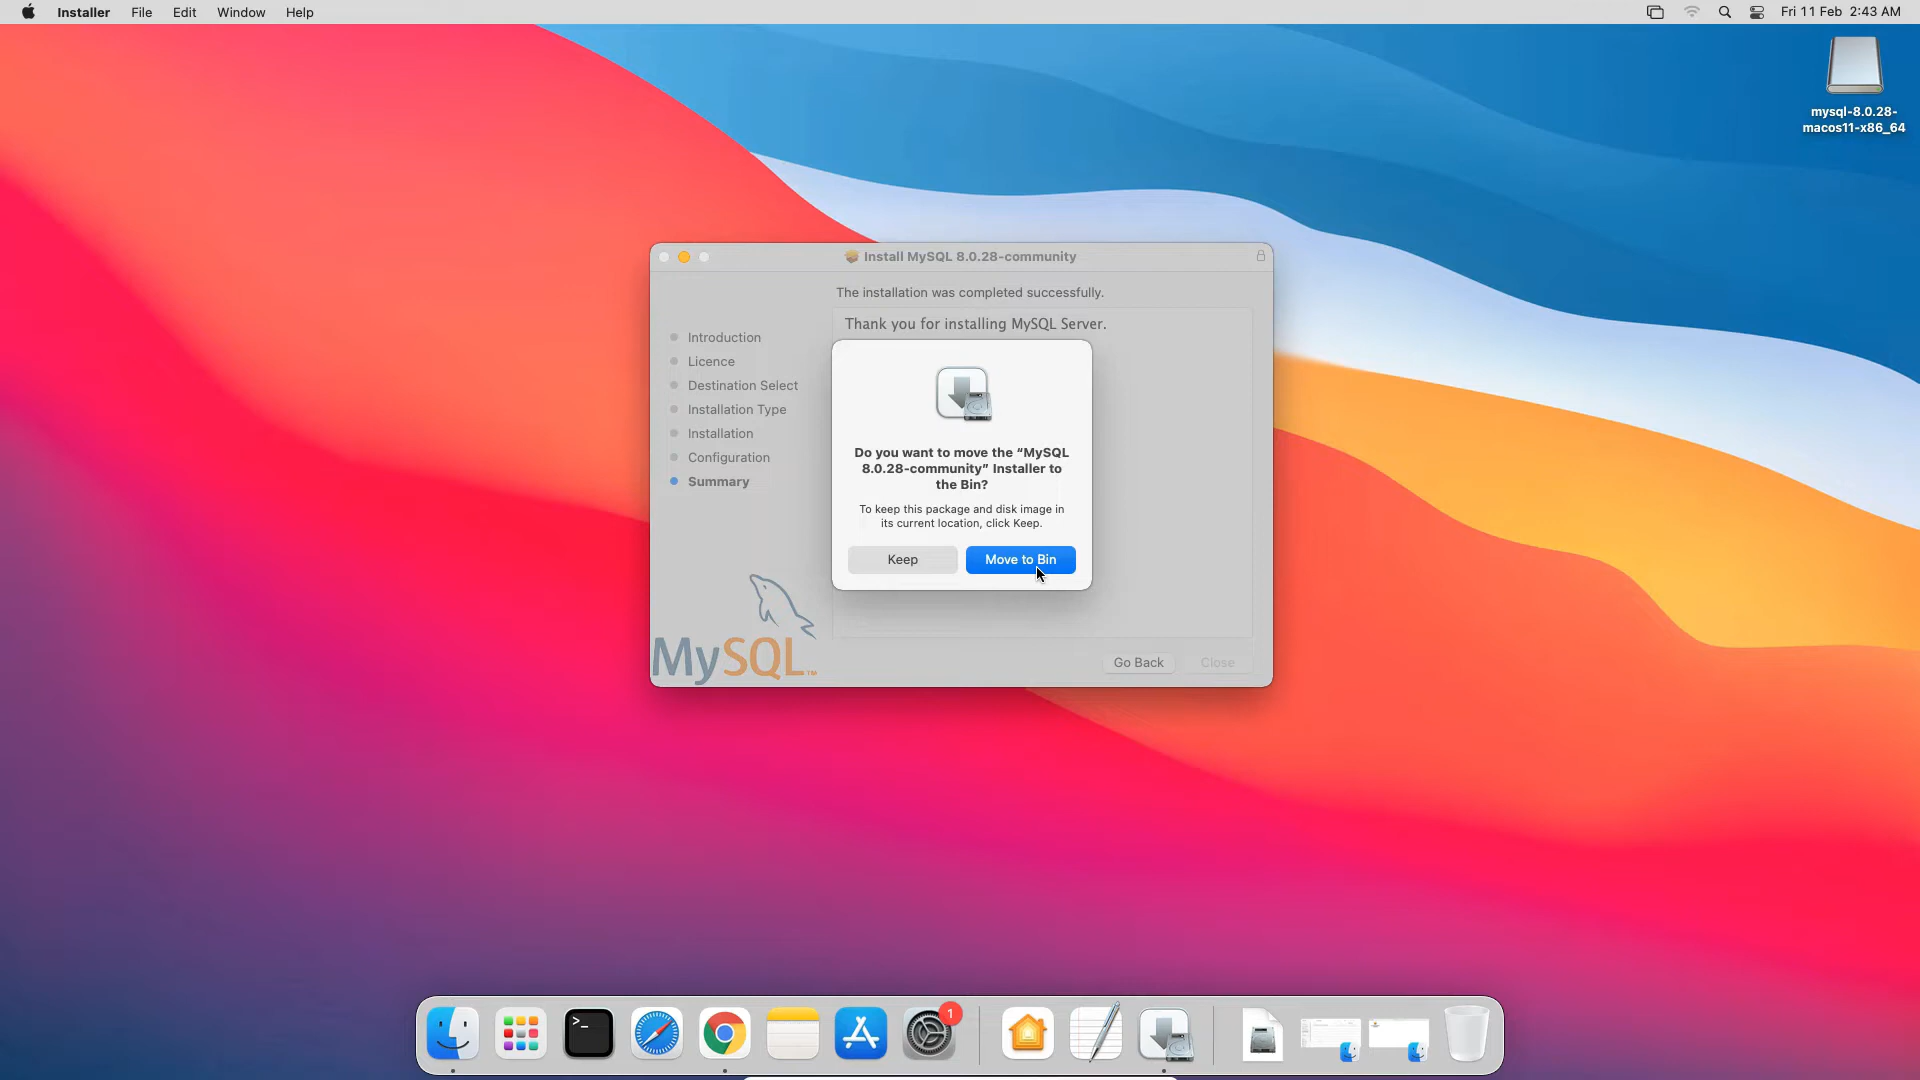 Installer File Edit Window Help Fri 11 Feb 2:43 AM
mysql-8.0.28-
macos11-x86_64
Install MySQL 8.0.28-community
The installation was completed successfully.
Thank you for installing MySQL Server.
Introduction
Licence
Destination Select
Installation Type
Installation
Configuration
Summary
Do you want to move the “MySQL
8.0.28-community” Installer to
the Bin?
To keep this package and disk image in
its current location, click Keep.
Keep Move to Bin
MySQL™
Go Back Close
>_
1